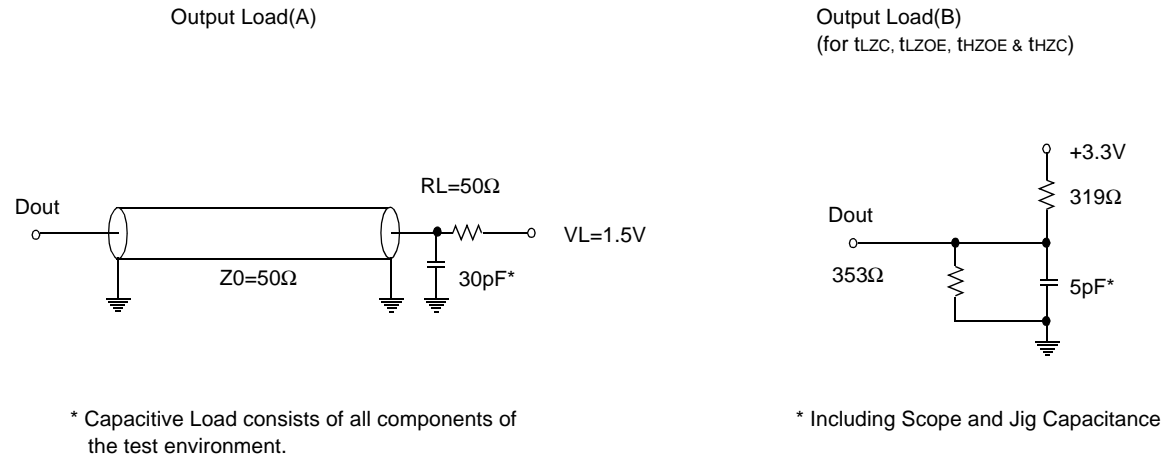 Output Load(A)
Output Load(B)
(for tLZC, tLZOE, tHZOE & tHZC)
Dout
Z0=50Ω
RL=50Ω
30pF*
VL=1.5V
+3.3V
319Ω
Dout
353Ω
5pF*
* Capacitive Load consists of all components of
the test environment.
* Including Scope and Jig Capacitance